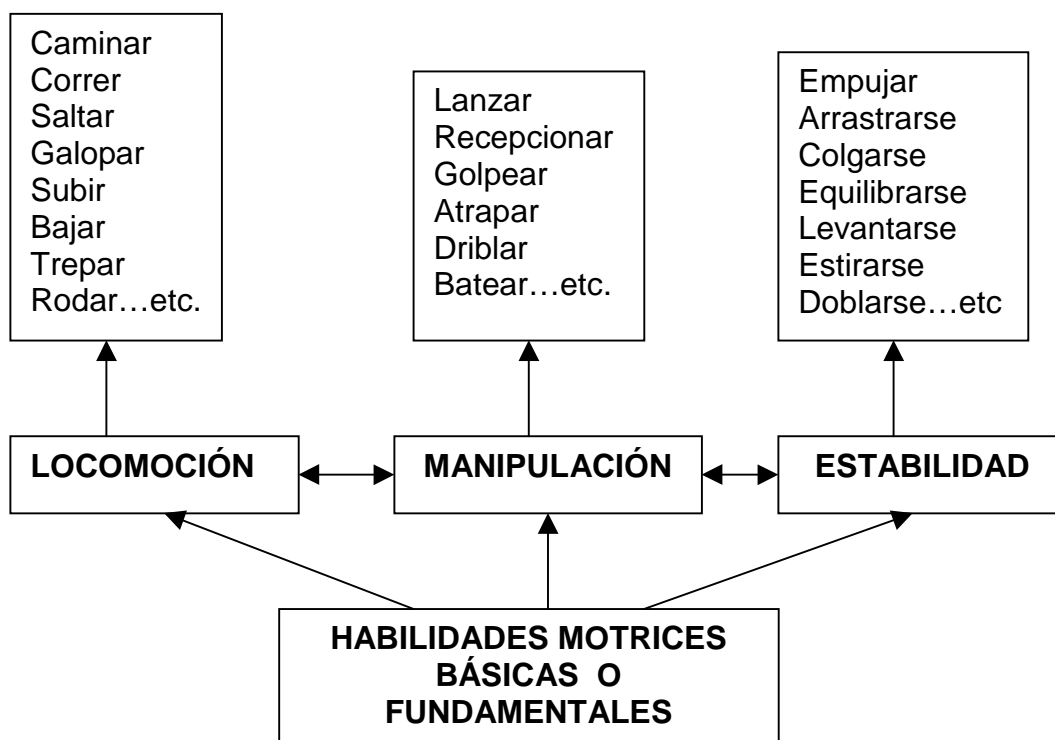 Caminar
Correr
Saltar
Galopar
Subir
Bajar
Trepar
Rodar…etc.
Lanzar
Recepcionar
Golpear
Atrapar
Driblar
Batear…etc.
Empujar
Arrastrarse
Colgarse
Equilibrarse
Levantarse
Estirarse
Doblarse…etc
LOCOMOCIÓN
MANIPULACIÓN
ESTABILIDAD
HABILIDADES MOTRICES
BÁSICAS O
FUNDAMENTALES